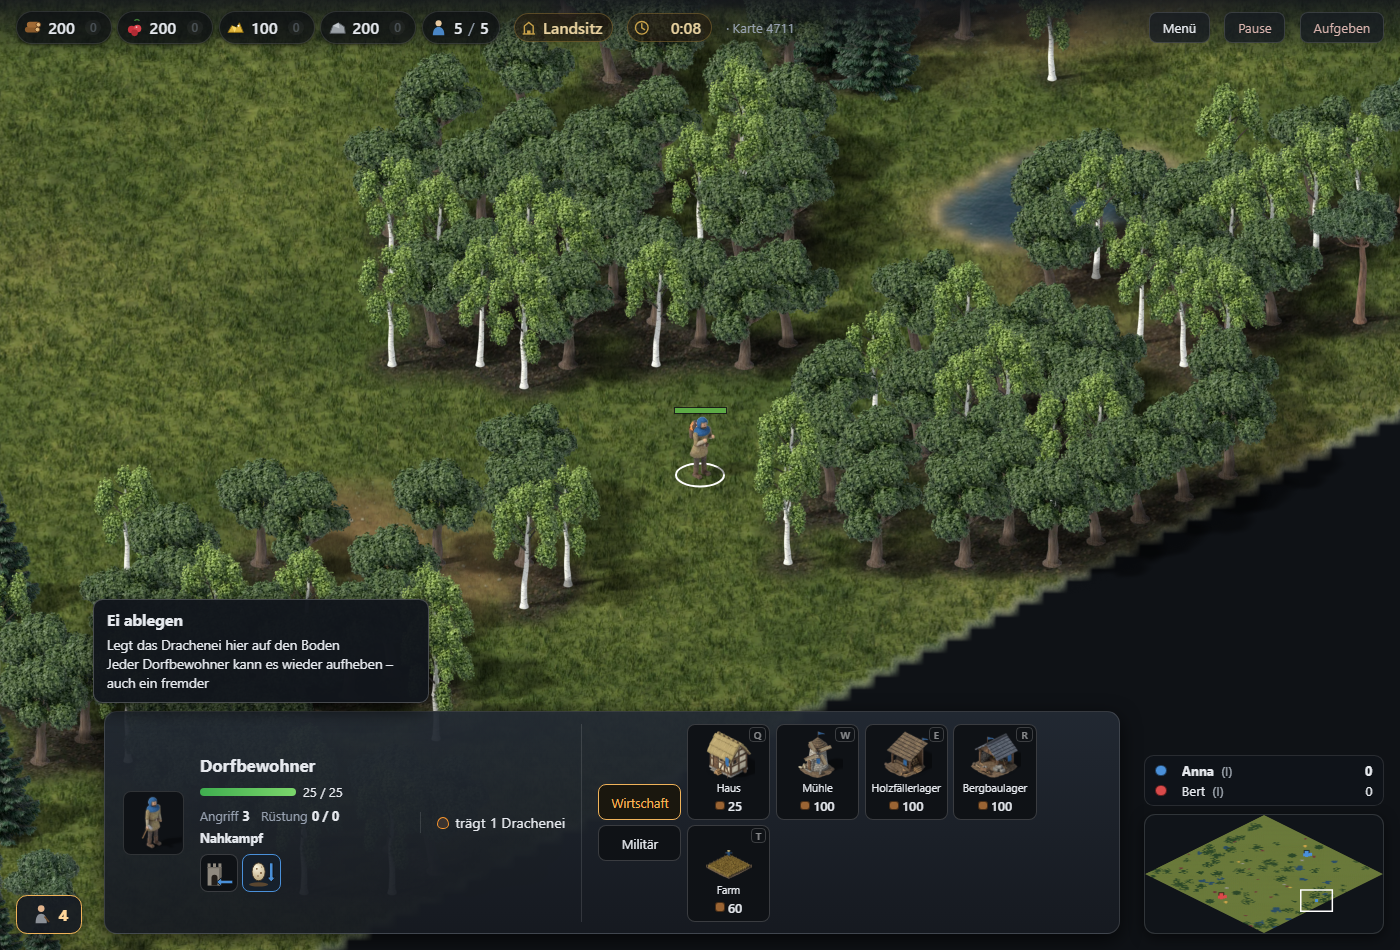 200 0 200 0 100 0 200 0 5 / 5 Landsitz 0:08 · Karte 4711 Menü Pause Aufgeben
Ei ablegen
Legt das Drachenei hier auf den Boden
Jeder Dorfbewohner kann es wieder aufheben –
auch ein fremder
Dorfbewohner
25 / 25
Angriff 3 Rüstung 0 / 0
Nahkampf
trägt 1 Drachenei
Wirtschaft
Militär
Q
Haus
25
W
Mühle
100
E
Holzfällerlager
100
R
Bergbaulager
100
T
Farm
60
4
Anna (I) 0
Bert (I) 0